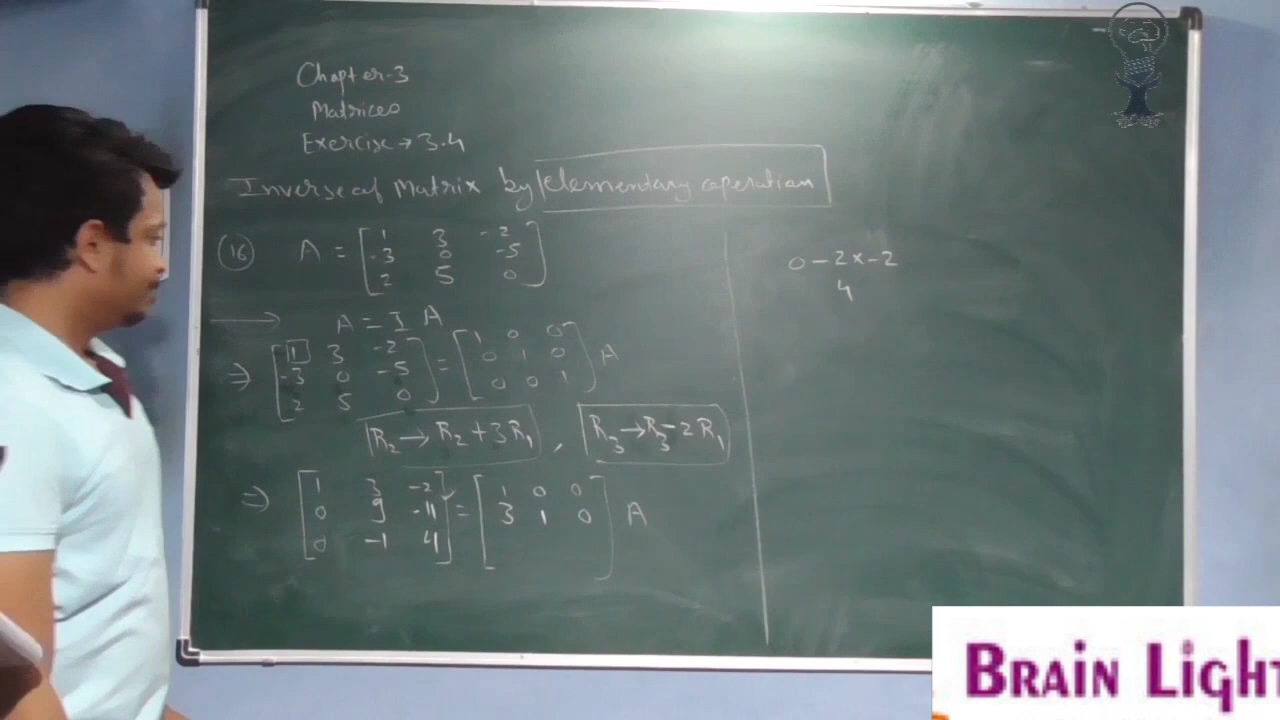 Chapter-3
Matrices
Exercise → 3.4
Inverse of Matrix by elementary operation
(16) A = [ 1 3 -2
-3 0 -5
2 5 0 ]
→ A = I A
⇒ [ 1 3 -2
-3 0 -5
2 5 0 ] = [ 1 0 0
0 1 0
0 0 1 ] A
R₂ → R₂ + 3R₁ , R₃ → R₃ - 2R₁
⇒ [ 1 3 -2
0 9 -11
0 -1 4 ] = [ 1 0 0
3 1 0 ] A
0 - 2 x - 2
4
BRAIN LIGHT